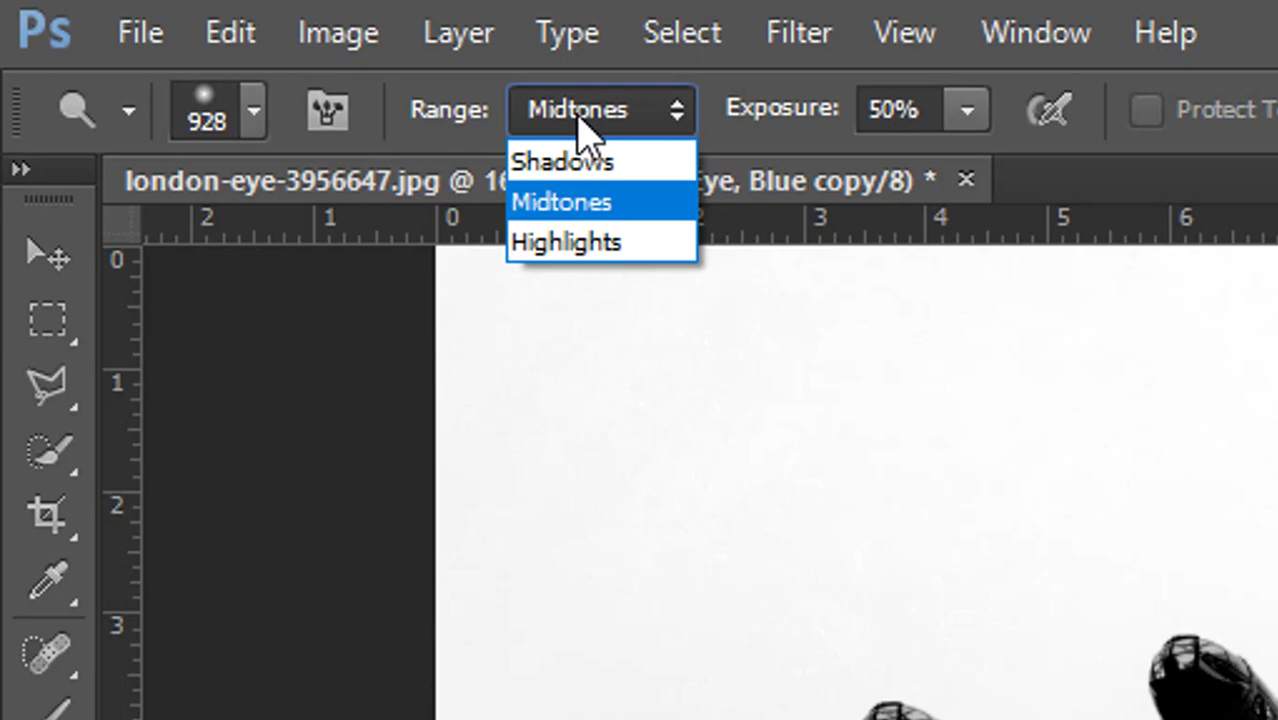 Ps File Edit Image Layer Type Select Filter View Window Help
928 Range: Midtones Exposure: 50% Protect T
Shadows
Midtones
Highlights
london-eye-3956647.jpg @ 16 Eye, Blue copy/8) * ×
2 1 0 2 3 4 5 6
0
1
2
3